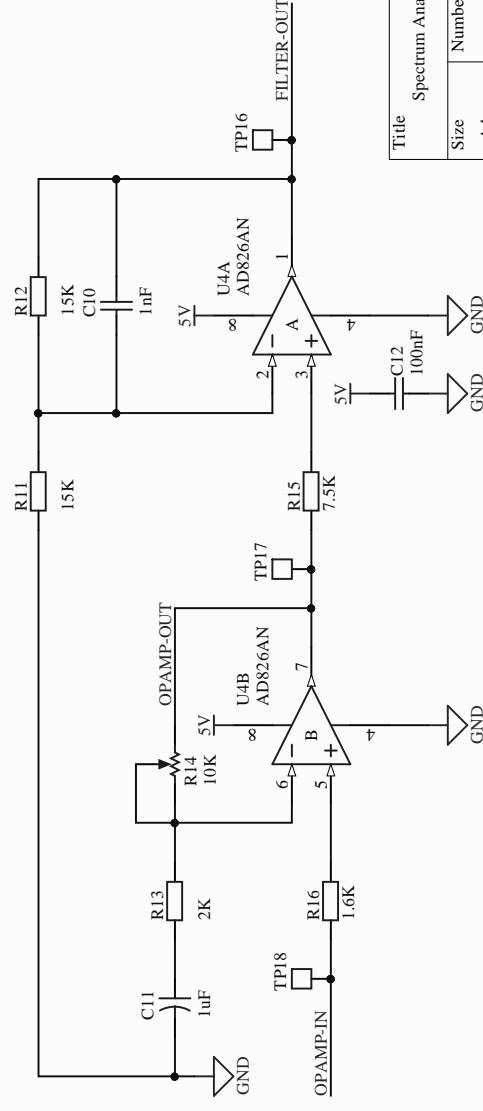 R12
15K
C10
1nF
TP16
FILTER-OUT
R11
15K
U4A
AD826AN
5V
8
2
3
A
1
4
GND
5V
C12
100nF
GND
R15
7.5K
TP17
OPAMP-OUT
R14
10K
U4B
AD826AN
5V
8
6
5
B
7
4
GND
R13
2K
C11
1uF
GND
R16
1.6K
TP18
OPAMP-IN
Title
Spectrum Ana
Size
Numbe